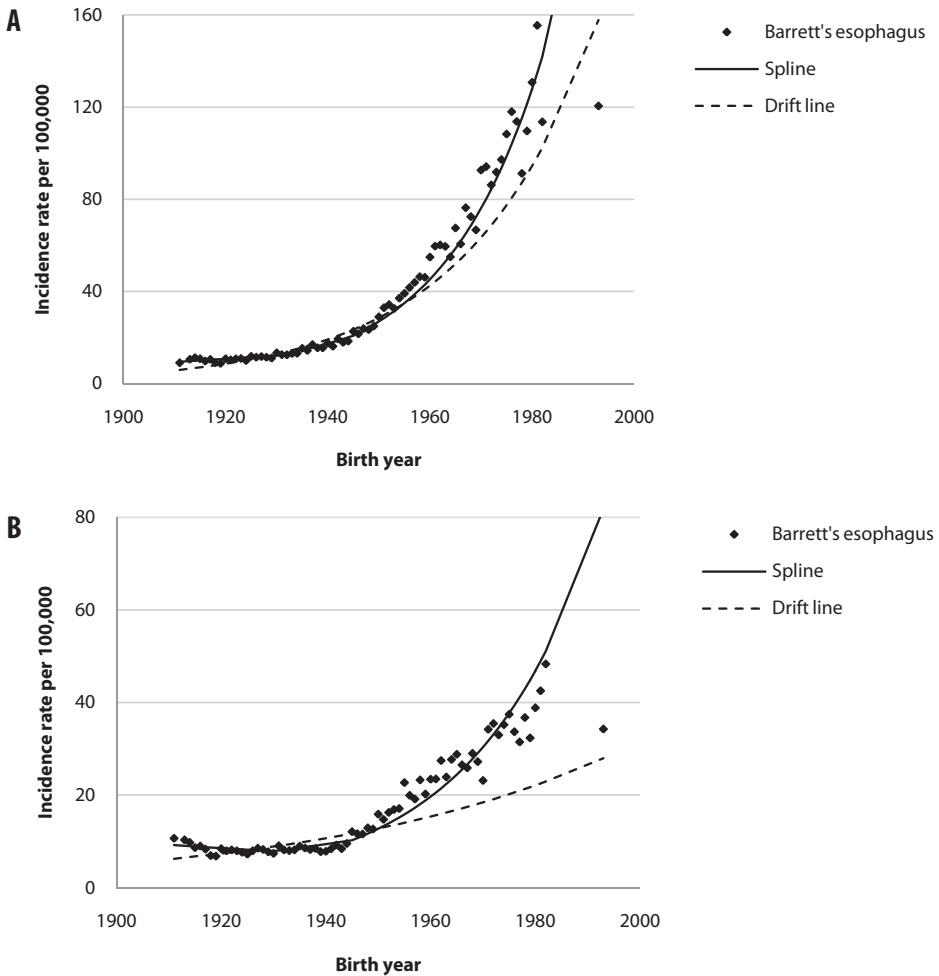 A
160
120
80
40
0
Incidence rate per 100,000
1900 1920 1940 1960 1980 2000
Birth year
Barrett's esophagus
Spline
Drift line
B
80
60
40
20
0
Incidence rate per 100,000
1900 1920 1940 1960 1980 2000
Birth year
Barrett's esophagus
Spline
Drift line